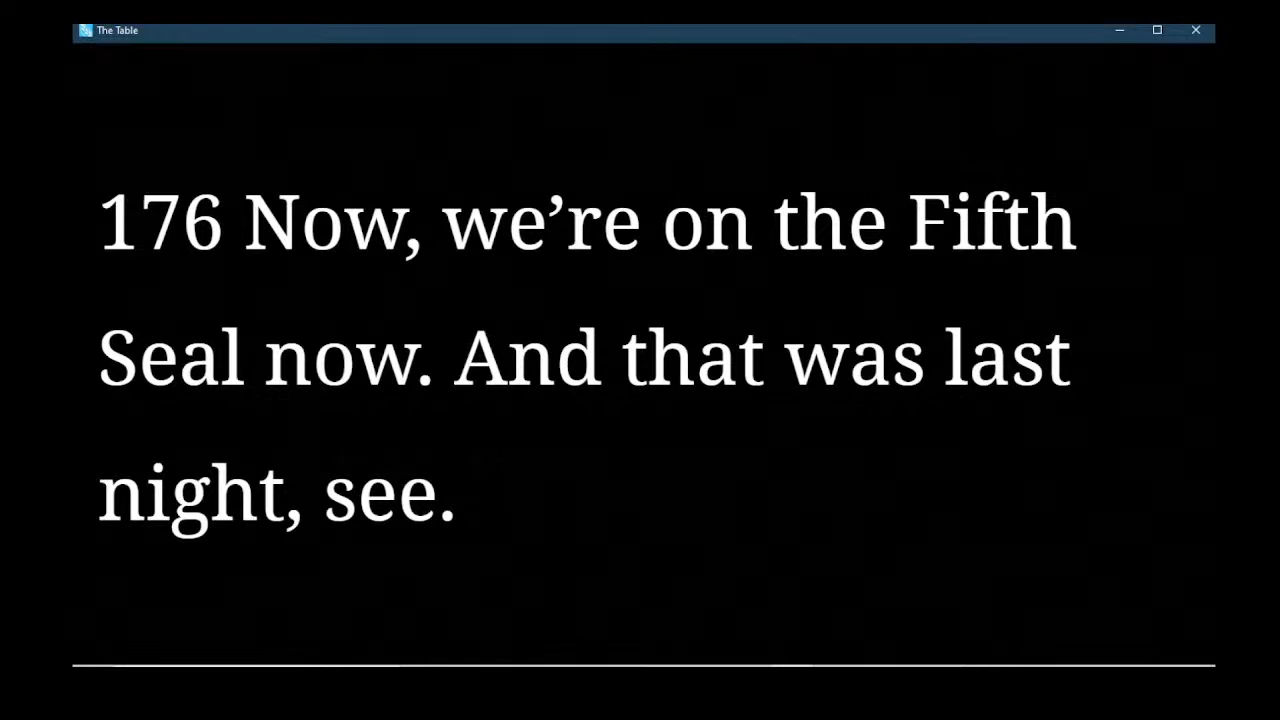 The Table
176 Now, we’re on the Fifth
Seal now. And that was last
night, see.